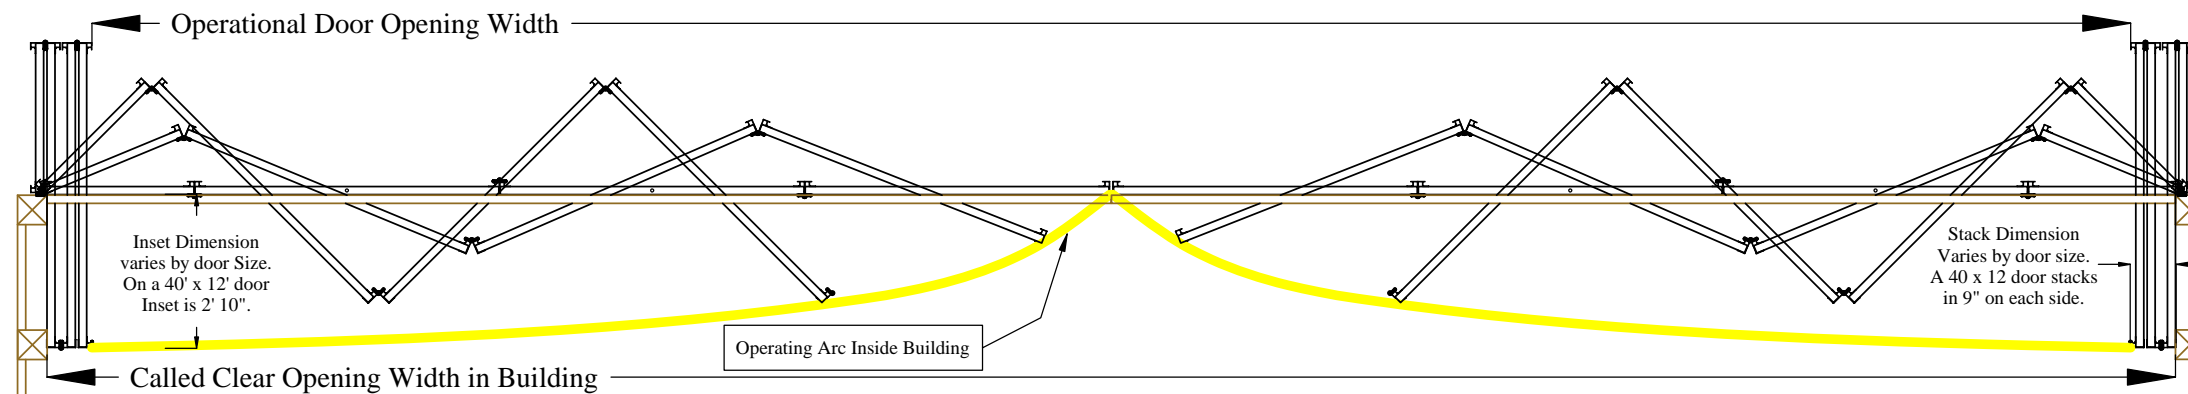 Operational Door Opening Width
Inset Dimension
varies by door Size.
On a 40' x 12' door
Inset is 2' 10".
Stack Dimension
Varies by door size.
A 40 x 12 door stacks
in 9" on each side.
Operating Arc Inside Building
Called Clear Opening Width in Building